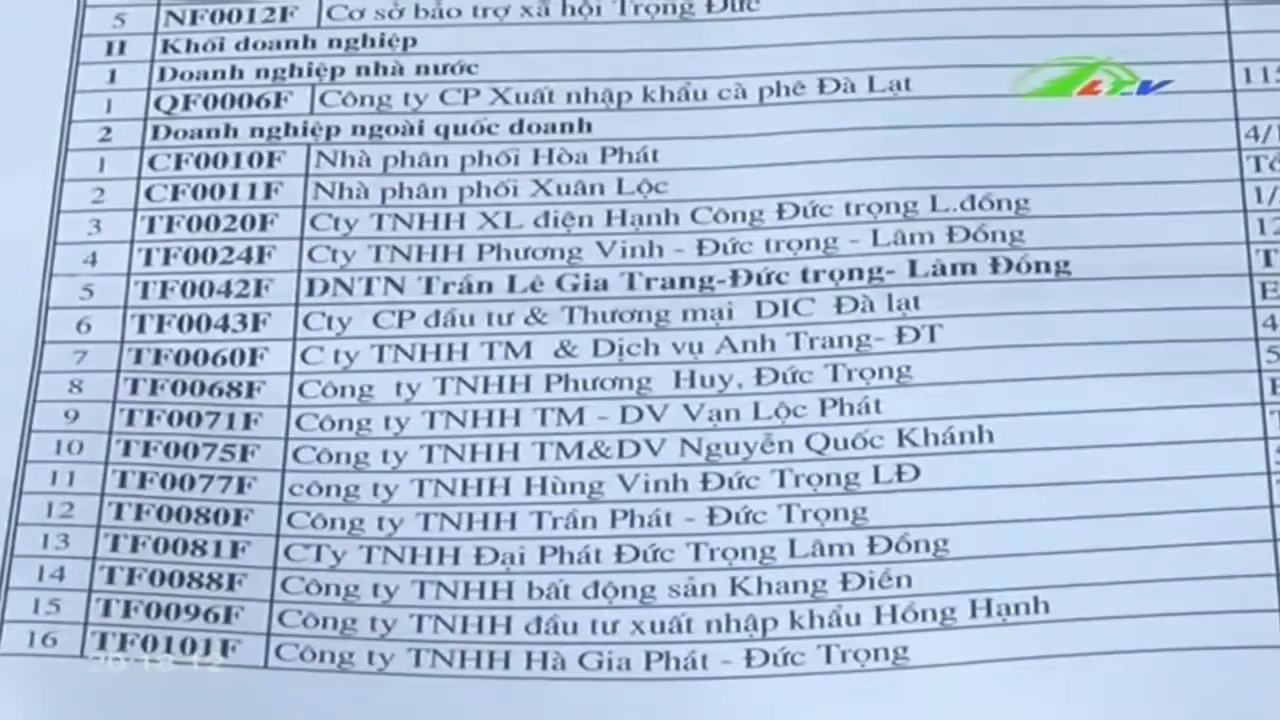 5 NF0012F Cơ sở bảo trợ xã hội Trọng Đức
II Khối doanh nghiệp
1 Doanh nghiệp nhà nước
1 QF0006F Công ty CP Xuất nhập khẩu cà phê Đà Lạt
LTV
2 Doanh nghiệp ngoài quốc doanh
1 CF0010F Nhà phân phối Hòa Phát 4/
2 CF0011F Nhà phân phối Xuân Lộc
3 TF0020F Cty TNHH XL điện Hạnh Công Đức trọng L.đồng 1/
4 TF0024F Cty TNHH Phương Vinh - Đức trọng - Lâm Đồng 12
5 TF0042F DNTN Trần Lê Gia Trang-Đức trọng- Lâm Đồng T
6 TF0043F Cty CP đầu tư & Thương mại DIC Đà lạt
7 TF0060F C ty TNHH TM & Dịch vụ Anh Trang- ĐT 4
8 TF0068F Công ty TNHH Phương Huy, Đức Trọng 5
9 TF0071F Công ty TNHH TM - DV Vạn Lộc Phát
10 TF0075F Công ty TNHH TM&DV Nguyễn Quốc Khánh
11 TF0077F công ty TNHH Hùng Vinh Đức Trọng LĐ
12 TF0080F Công ty TNHH Trần Phát - Đức Trọng
13 TF0081F CTy TNHH Đại Phát Đức Trọng Lâm Đồng
14 TF0088F Công ty TNHH bất động sản Khang Điền
15 TF0096F Công ty TNHH đầu tư xuất nhập khẩu Hồng Hạnh
16 TF0101F Công ty TNHH Hà Gia Phát - Đức Trọng